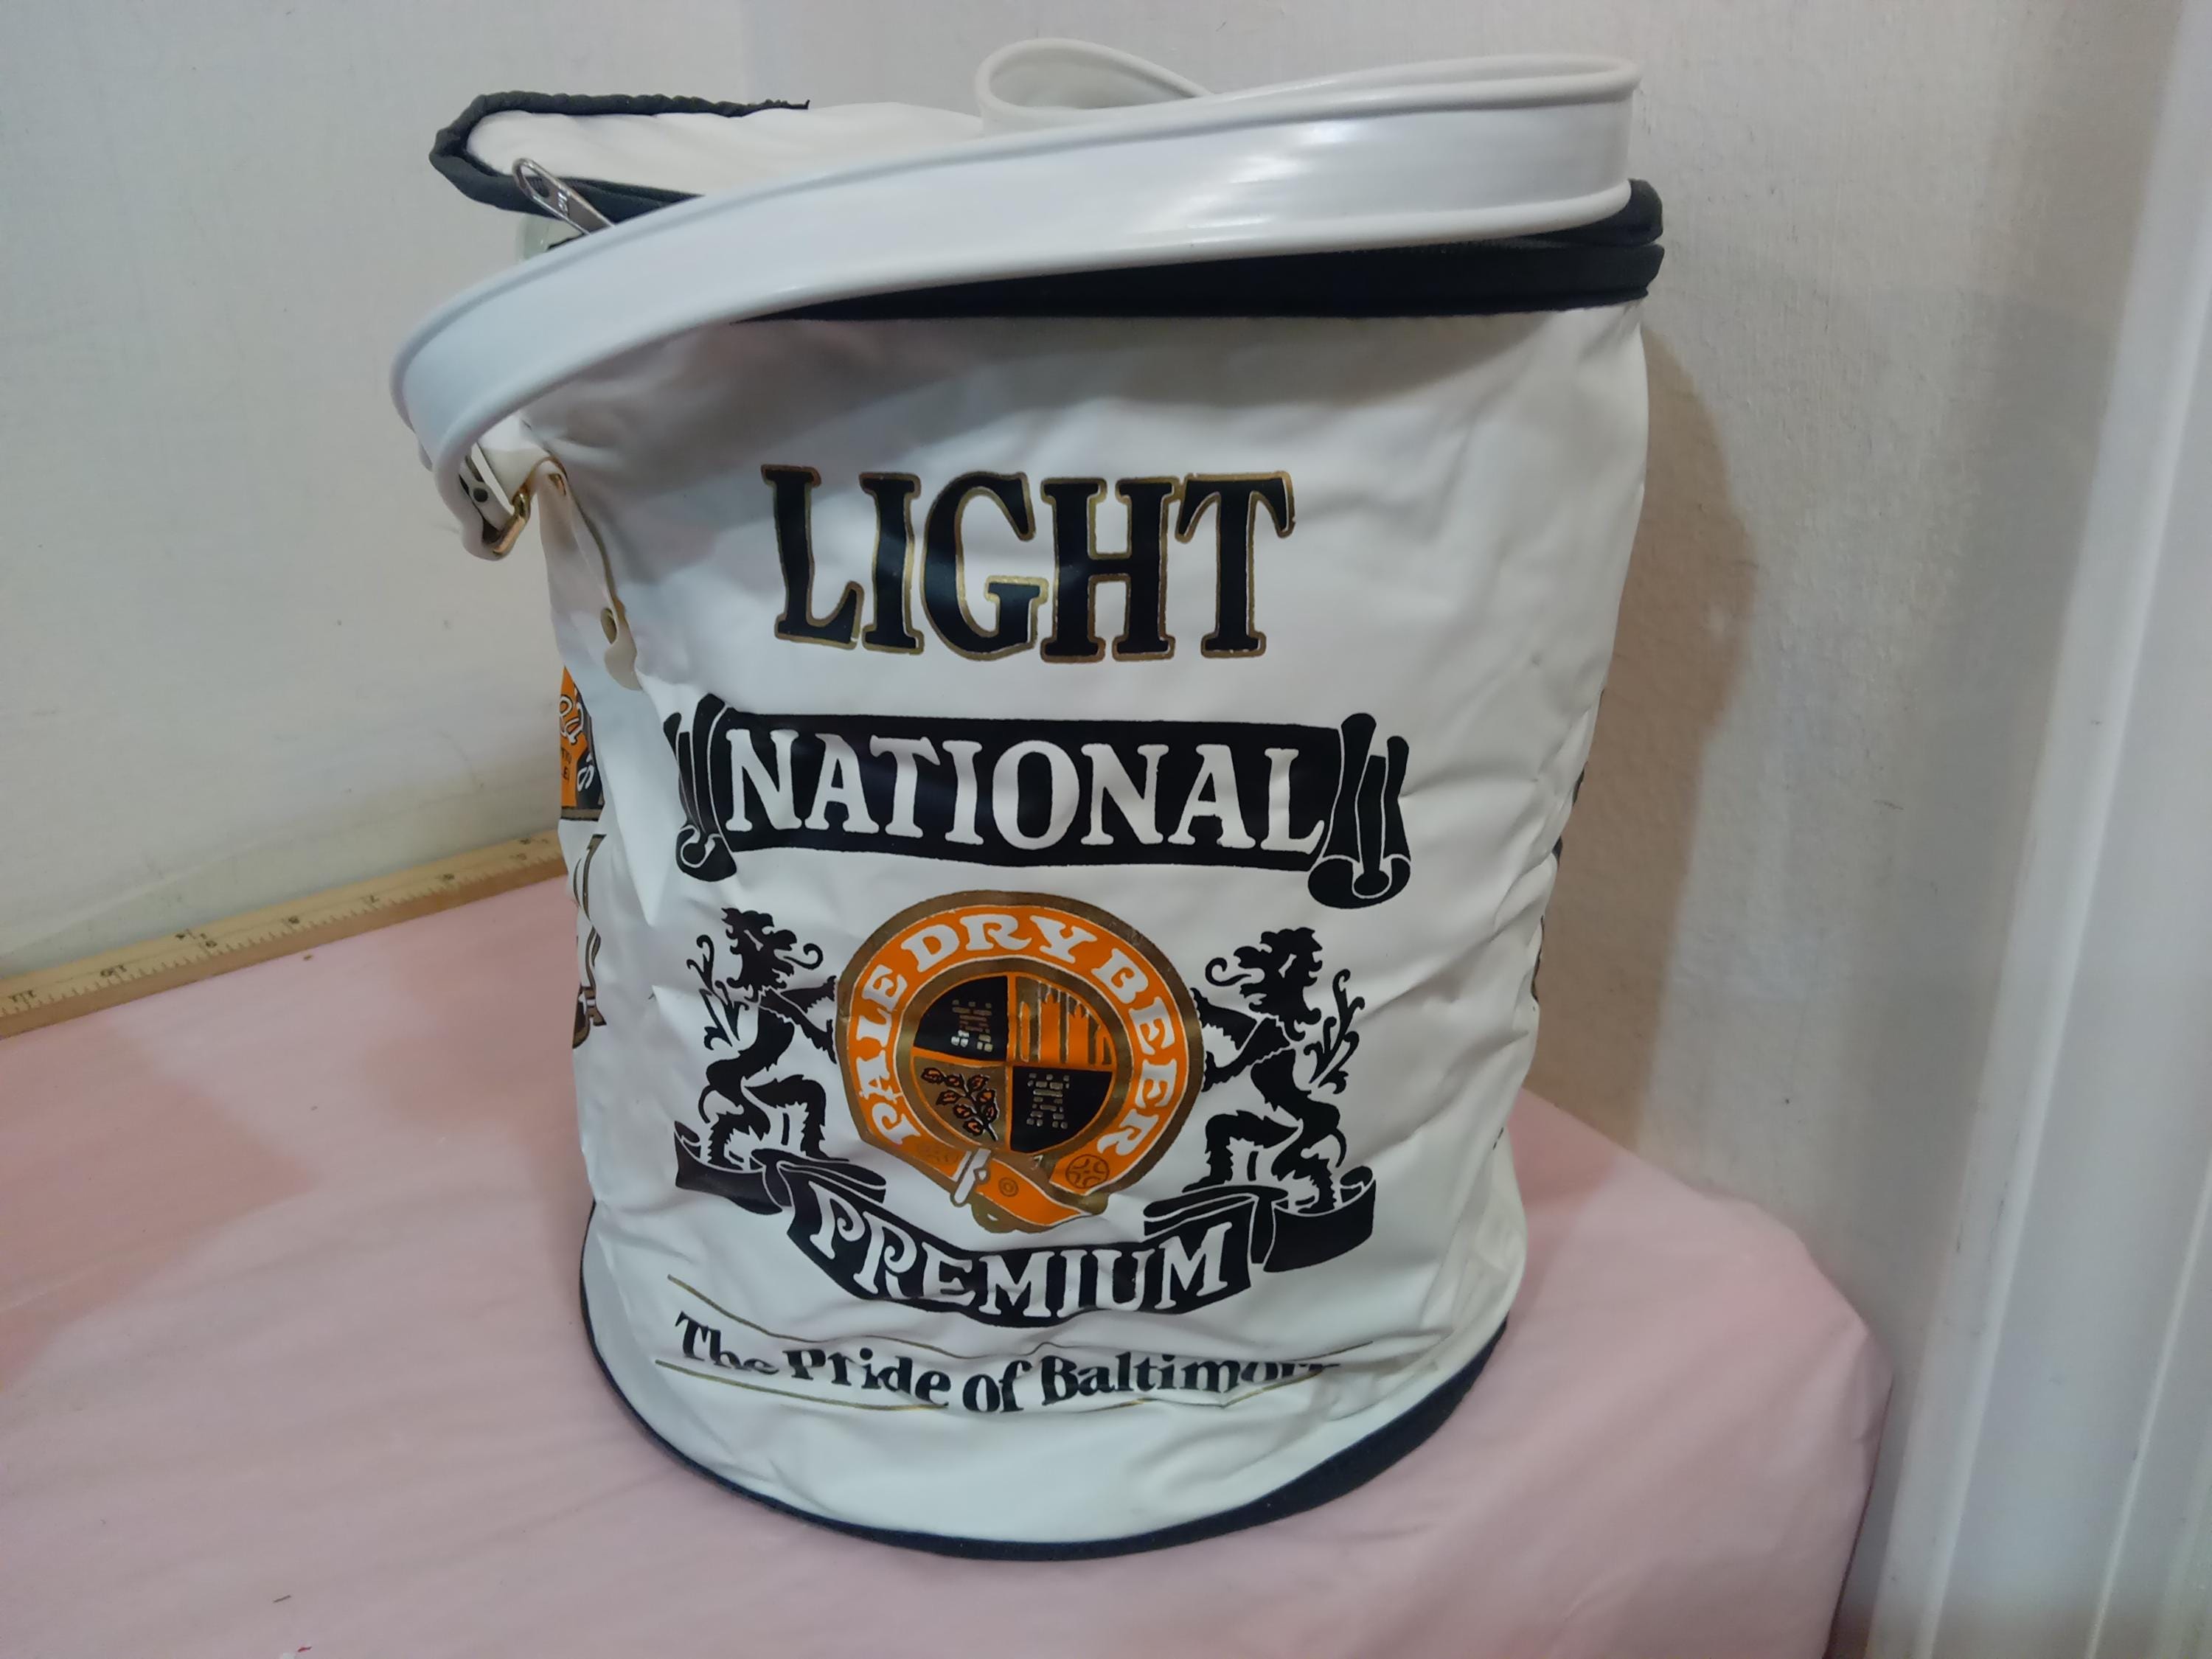 LIGHT
NATIONAL
PALE DRY BEER
PREMIUM
The Pride of Baltimore